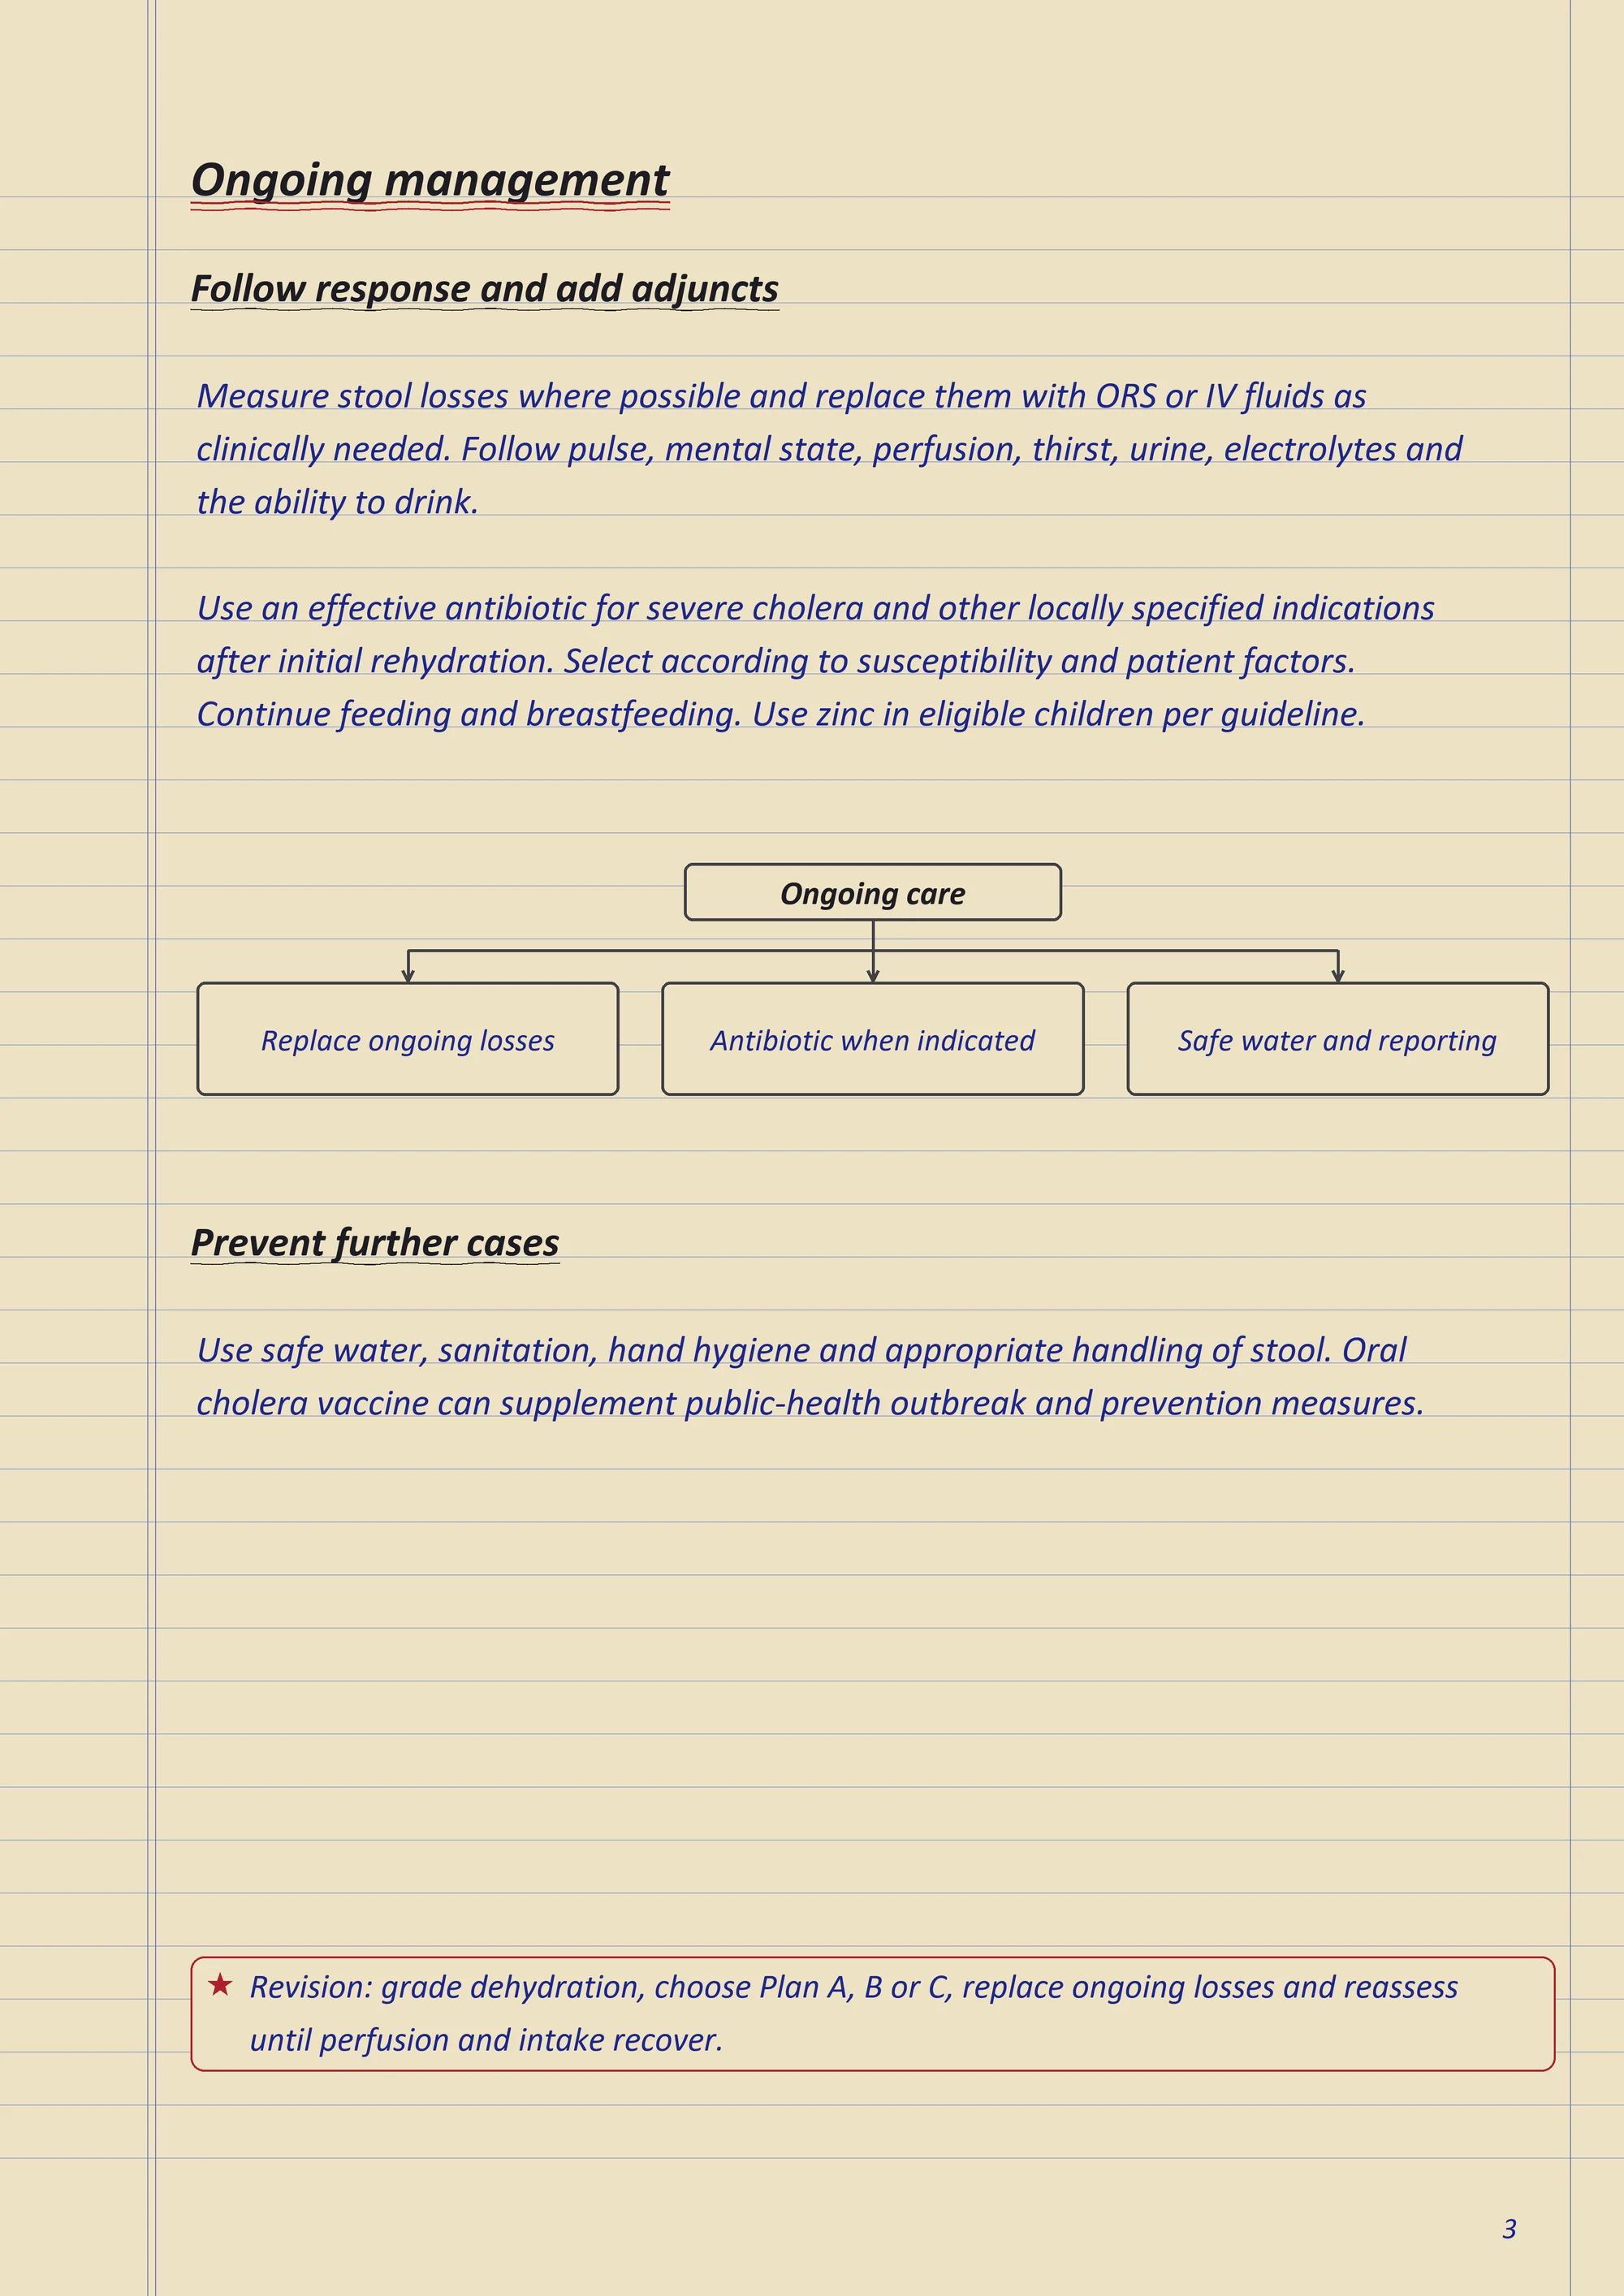 Ongoing management
Follow response and add adjuncts
Measure stool losses where possible and replace them with ORS or IV fluids as
clinically needed. Follow pulse, mental state, perfusion, thirst, urine, electrolytes and
the ability to drink.
Use an effective antibiotic for severe cholera and other locally specified indications
after initial rehydration. Select according to susceptibility and patient factors.
Continue feeding and breastfeeding. Use zinc in eligible children per guideline.
Ongoing care
Replace ongoing losses
Antibiotic when indicated
Safe water and reporting
Prevent further cases
Use safe water, sanitation, hand hygiene and appropriate handling of stool. Oral
cholera vaccine can supplement public-health outbreak and prevention measures.
★ Revision: grade dehydration, choose Plan A, B or C, replace ongoing losses and reassess
until perfusion and intake recover.
3